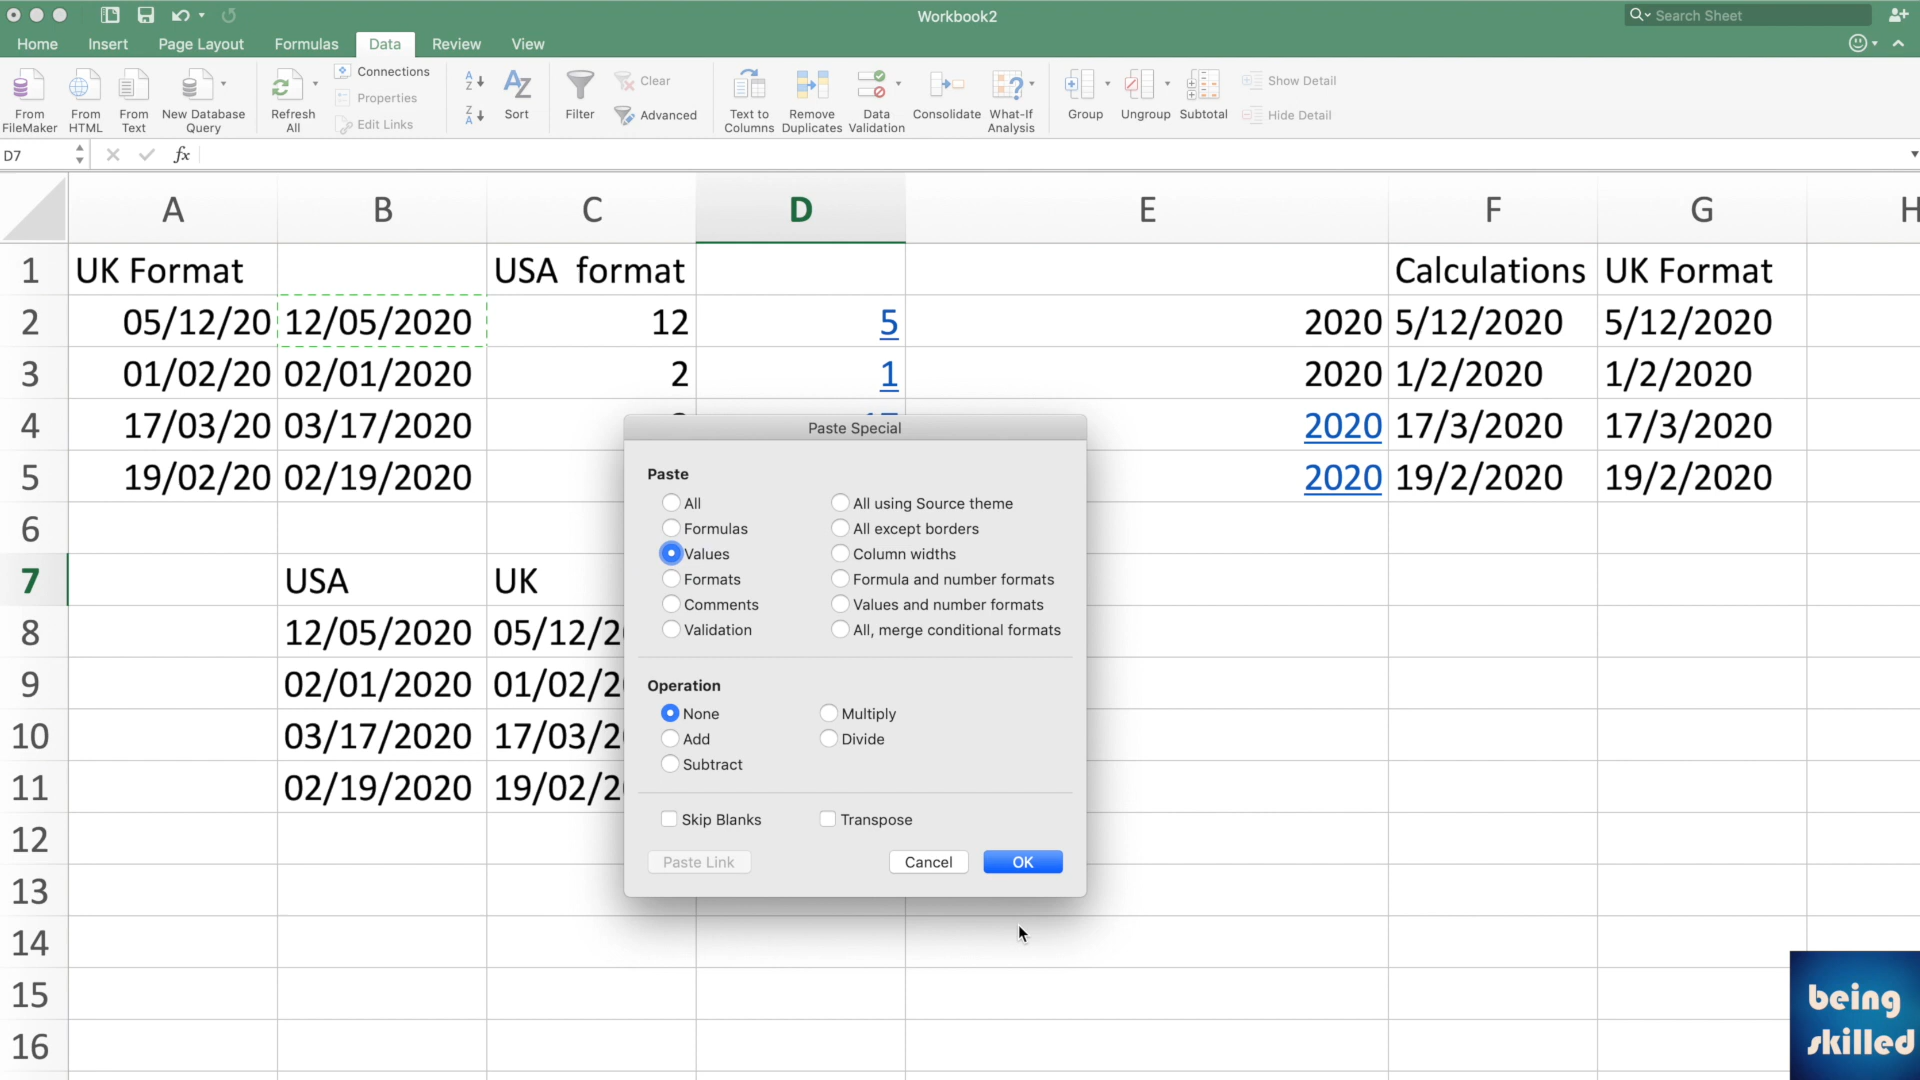 Workbook2
Search Sheet
Home Insert Page Layout Formulas Data Review View
From FileMaker
From HTML
From Text
New Database Query
Refresh All
Connections
Properties
Edit Links
Sort
Filter
Clear
Advanced
Text to Columns
Remove Duplicates
Data Validation
Consolidate
What-If Analysis
Group
Ungroup
Subtotal
Show Detail
Hide Detail
D7 fx
A B C D E F G H
1 UK Format USA format Calculations UK Format
2 05/12/20 12/05/2020 12 5 2020 5/12/2020 5/12/2020
3 01/02/20 02/01/2020 2 1 2020 1/2/2020 1/2/2020
4 17/03/20 03/17/2020 2020 17/3/2020 17/3/2020
5 19/02/20 02/19/2020 2020 19/2/2020 19/2/2020
6
7 USA UK
8 12/05/2020 05/12/2
9 02/01/2020 01/02/2
10 03/17/2020 17/03/2
11 02/19/2020 19/02/2
12
13
14
15
16
Paste Special
Paste
All All using Source theme
Formulas All except borders
Values Column widths
Formats Formula and number formats
Comments Values and number formats
Validation All, merge conditional formats
Operation
None Multiply
Add Divide
Subtract
Skip Blanks Transpose
Paste Link Cancel OK
being
skilled